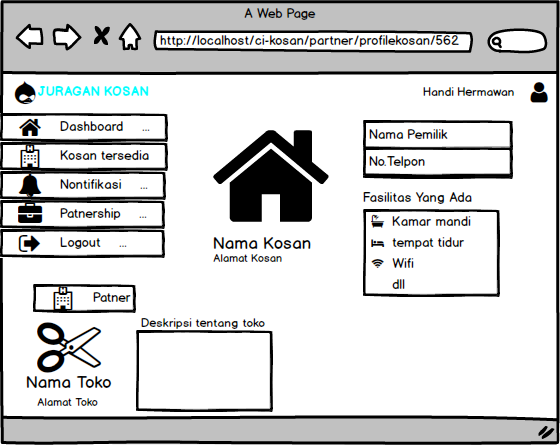 A Web Page
http://localhost/ci-kosan/partner/profilekosan/562
JURAGAN KOSAN
Handi Hermawan
Dashboard ...
Kosan tersedia
Nontifikasi ...
Patnership ...
Logout ...
Nama Kosan
Alamat Kosan
Nama Pemilik
No.Telpon
Fasilitas Yang Ada
Kamar mandi
tempat tidur
Wifi
dll
Patner
Nama Toko
Alamat Toko
Deskripsi tentang toko